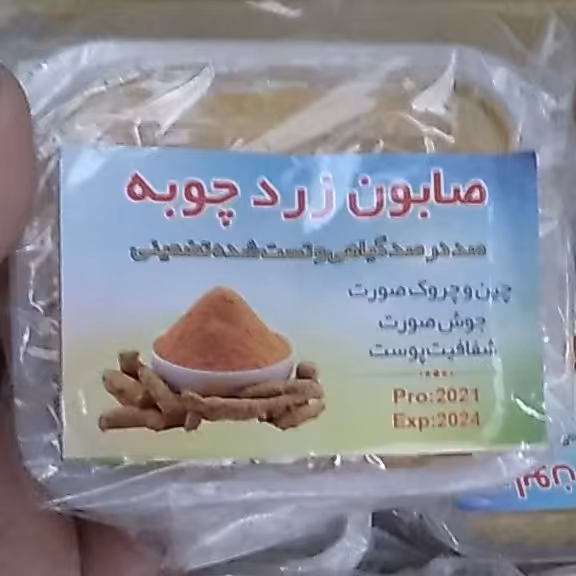 صابون زرد چوبه
صد در صد گیاهی و تست شده تضمینی
چین و چروک صورت
جوش صورت
شفافیت پوست
Pro:2021
Exp:2024